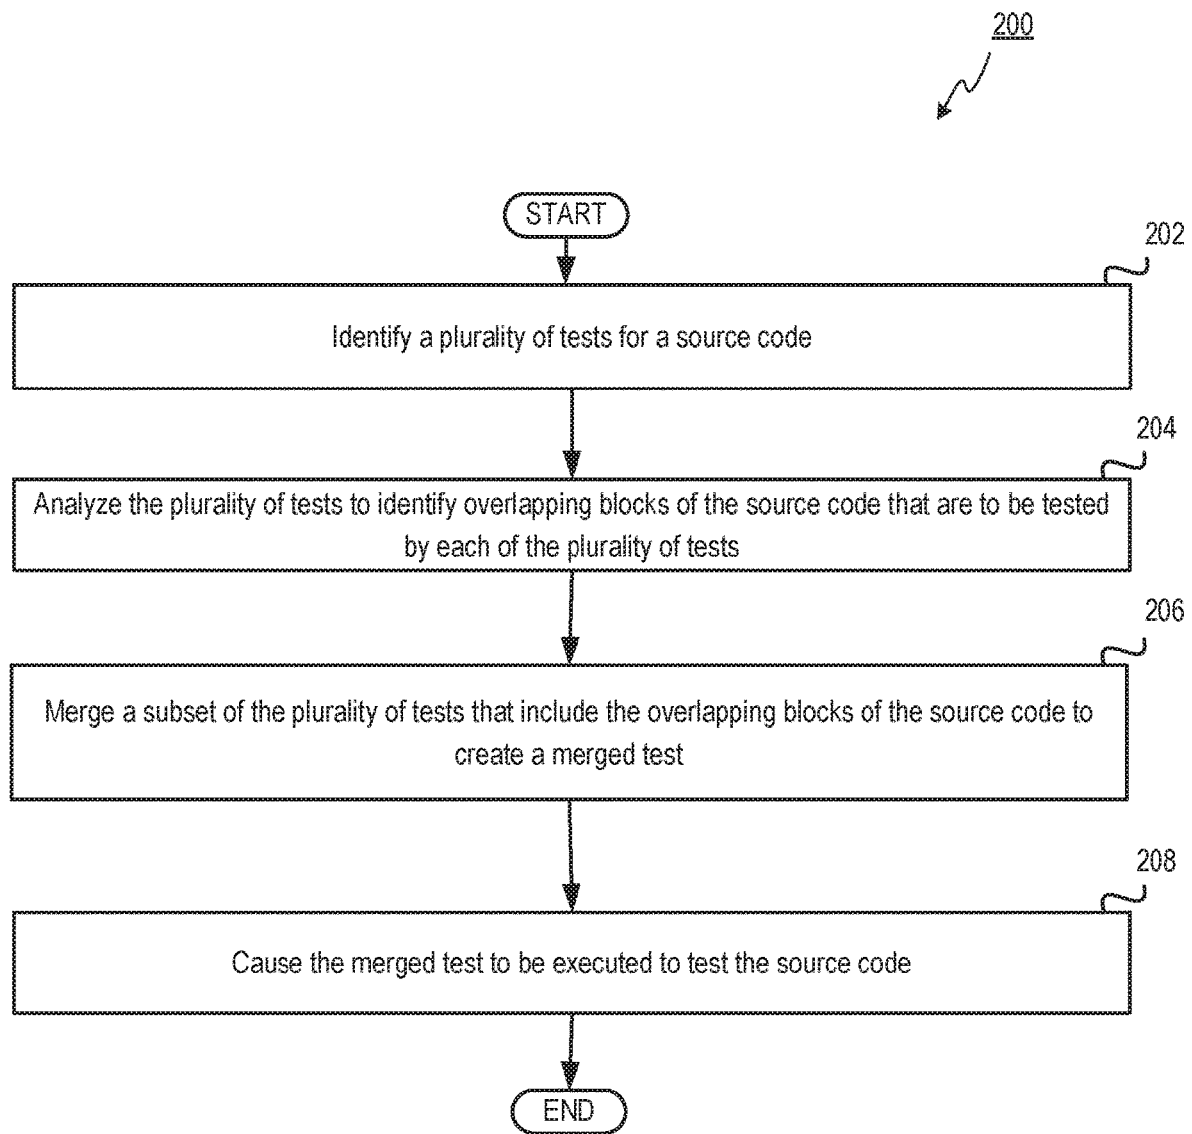 200
START
202
Identify a plurality of tests for a source code
204
Analyze the plurality of tests to identify overlapping blocks of the source code that are to be tested
by each of the plurality of tests
206
Merge a subset of the plurality of tests that include the overlapping blocks of the source code to
create a merged test
208
Cause the merged test to be executed to test the source code
END